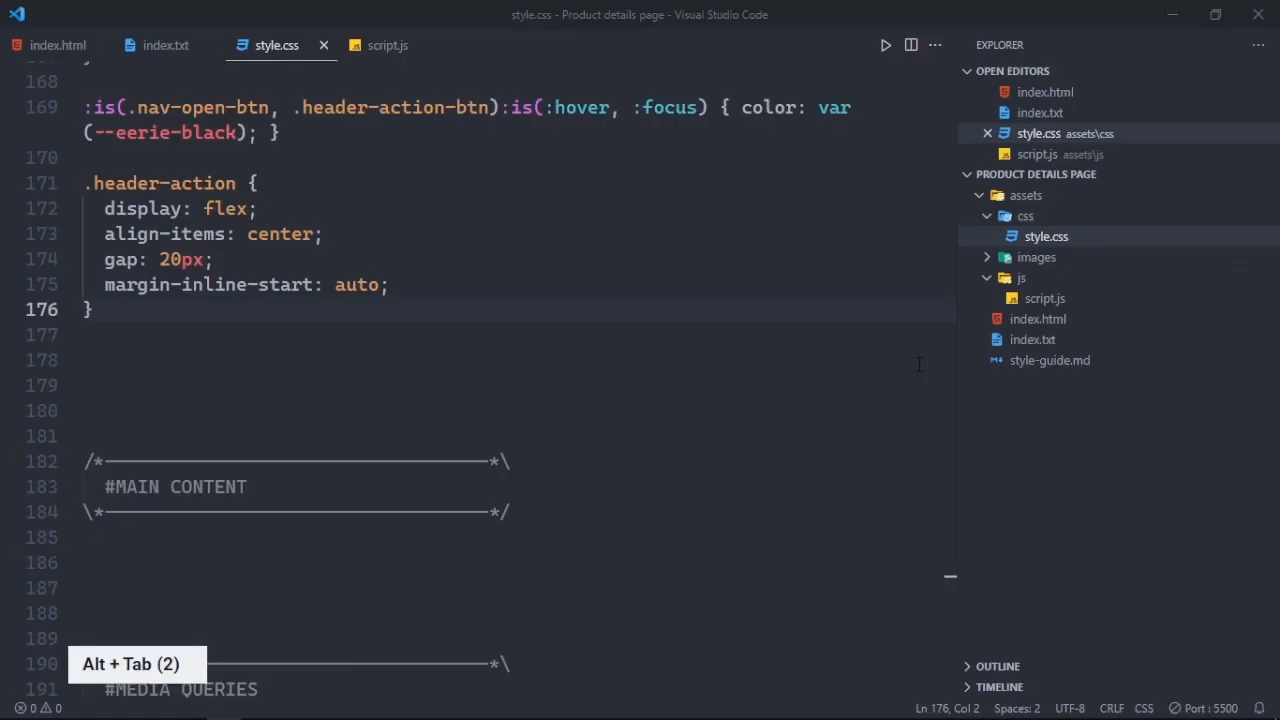 style.css - Product details page - Visual Studio Code
index.html
index.txt
style.css
script.js
168
169 :is(.nav-open-btn, .header-action-btn):is(:hover, :focus) { color: var
(--eerie-black); }
170
171 .header-action {
172 display: flex;
173 align-items: center;
174 gap: 20px;
175 margin-inline-start: auto;
176 }
177
178
179
180
181
182 /*-----------------------------------*\
183 #MAIN CONTENT
184 \*-----------------------------------*/
185
186
187
188
189
190 -----------------------------------*\
191 #MEDIA QUERIES
Alt + Tab (2)
EXPLORER
OPEN EDITORS
index.html
index.txt
style.css assets\css
script.js assets\js
PRODUCT DETAILS PAGE
assets
css
style.css
images
js
script.js
index.html
index.txt
style-guide.md
OUTLINE
TIMELINE
0 0
Ln 176, Col 2
Spaces: 2
UTF-8
CRLF
CSS
Port : 5500